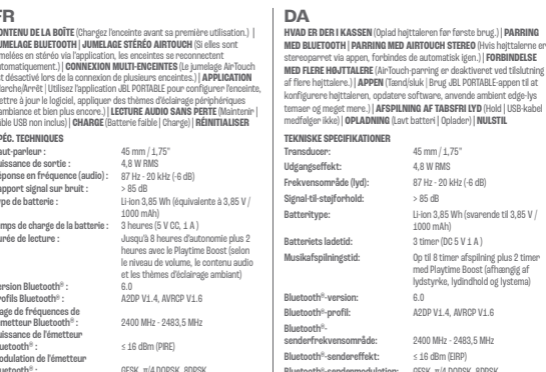 FR
CONTENU DE LA BOÎTE (Chargez l'enceinte avant sa première utilisation.) |
JUMELAGE BLUETOOTH | JUMELAGE STÉRÉO AIRTOUCH (Si elles sont
jumelées en stéréo via l'application, les enceintes se reconnectent
automatiquement.) | CONNEXION MULTI-ENCEINTES (Le jumelage AirTouch
est désactivé lors de la connexion de plusieurs enceintes.) | APPLICATION
(Marche/Arrêt | Utilisez l'application JBL PORTABLE pour configurer l'enceinte,
mettre à jour le logiciel, appliquer des thèmes d'éclairage périphériques
d'ambiance et bien plus encore.) | LECTURE AUDIO SANS PERTE (Maintenir |
Câble USB non inclus) | CHARGE (Batterie faible | Charge) | RÉINITIALISER
SPÉC. TECHNIQUES
Haut-parleur : 45 mm / 1,75"
Puissance de sortie : 4,8 W RMS
Réponse en fréquence (audio) : 87 Hz - 20 kHz (-6 dB)
Rapport signal sur bruit : > 85 dB
Type de batterie : Li-ion 3,85 Wh (équivalente à 3,85 V /
1000 mAh)
Temps de charge de la batterie : 3 heures (5 V CC, 1 A )
Durée de lecture : Jusqu'à 8 heures d'autonomie plus 2
heures avec le Playtime Boost (selon
le niveau de volume, le contenu audio
et les thèmes d'éclairage ambiant)
Version Bluetooth® : 6.0
Profils Bluetooth® : A2DP V1.4, AVRCP V1.6
Plage de fréquences de
l'émetteur Bluetooth® : 2400 MHz - 2483,5 MHz
Puissance de l'émetteur
Bluetooth® : ≤ 16 dBm (PIRE)
Modulation de l'émetteur
Bluetooth® : GFSK, π/4 DQPSK, 8DPSK
DA
HVAD ER DER I KASSEN (Oplad højttaleren før første brug.) | PARRING
MED BLUETOOTH | PARRING MED AIRTOUCH STEREO (Hvis højttalerne er
stereoparret via appen, forbindes de automatisk igen.) | FORBINDELSE
MED FLERE HØJTTALERE (AirTouch-parring er deaktiveret ved tilslutning
af flere højttalere.) | APPEN (Tænd/sluk | Brug JBL PORTABLE-appen til at
konfigurere højttaleren, opdatere software, anvende ambient edge-lys
temaer og meget mere.) | AFSPILNING AF TABSFRI LYD (Hold | USB-kabel
medfølger ikke) | OPLADNING (Lavt batteri | Oplader) | NULSTIL
TEKNISKE SPECIFIKATIONER
Transducer: 45 mm / 1,75"
Udgangseffekt: 4,8 W RMS
Frekvensområde (lyd): 87 Hz - 20 kHz (-6 dB)
Signal-til-støjforhold: > 85 dB
Batteritype: Li-ion 3,85 Wh (svarende til 3,85 V /
1000 mAh)
Batteriets ladetid: 3 timer (DC 5 V 1 A )
Musikafspilningstid: Op til 8 timer afspilning plus 2 timer
med Playtime Boost (afhængig af
lydstyrke, lydindhold og lystema)
Bluetooth®-version: 6.0
Bluetooth®-profil: A2DP V1.4, AVRCP V1.6
Bluetooth®-
senderfrekvensområde: 2400 MHz - 2483,5 MHz
Bluetooth®-sendereffekt: ≤ 16 dBm (EIRP)
Bluetooth®-sendermodulation: GFSK, π/4 DQPSK, 8DPSK